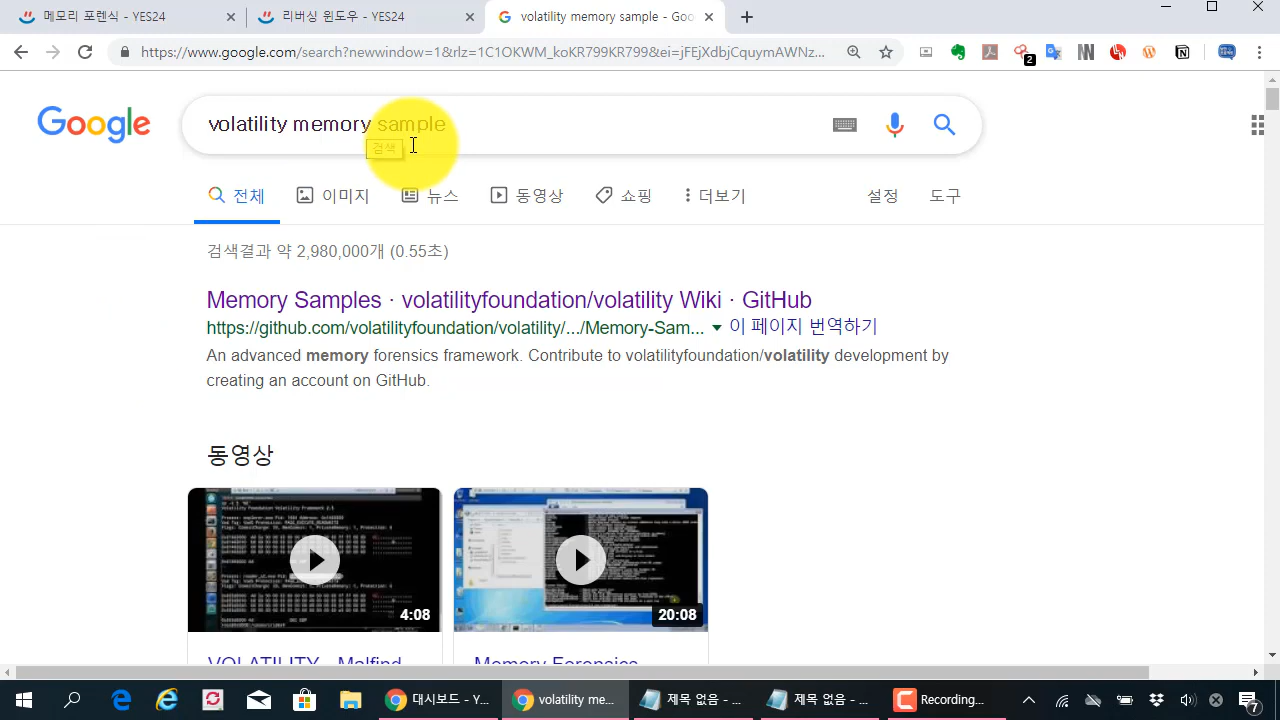 메모리 포렌식 - YES24
리버싱 윈도우 - YES24
volatility memory sample - Goo
https://www.google.com/search?newwindow=1&rlz=1C1OKWM_koKR799KR799&ei=jFEjXdbjCquymAWNz...
2
Google
volatility memory sample
검색
전체
이미지
뉴스
동영상
쇼핑
더보기
설정
도구
검색결과 약 2,980,000개 (0.55초)
Memory Samples · volatilityfoundation/volatility Wiki · GitHub
https://github.com/volatilityfoundation/volatility/.../Memory-Sam... ▼ 이 페이지 번역하기
An advanced memory forensics framework. Contribute to volatilityfoundation/volatility development by
creating an account on GitHub.
동영상
4:08
20:08
VOLATILITY - Malfind
Memory Forensics
대시보드 - Y...
volatility me...
제목 없음 - ...
제목 없음 - ...
Recording...
7